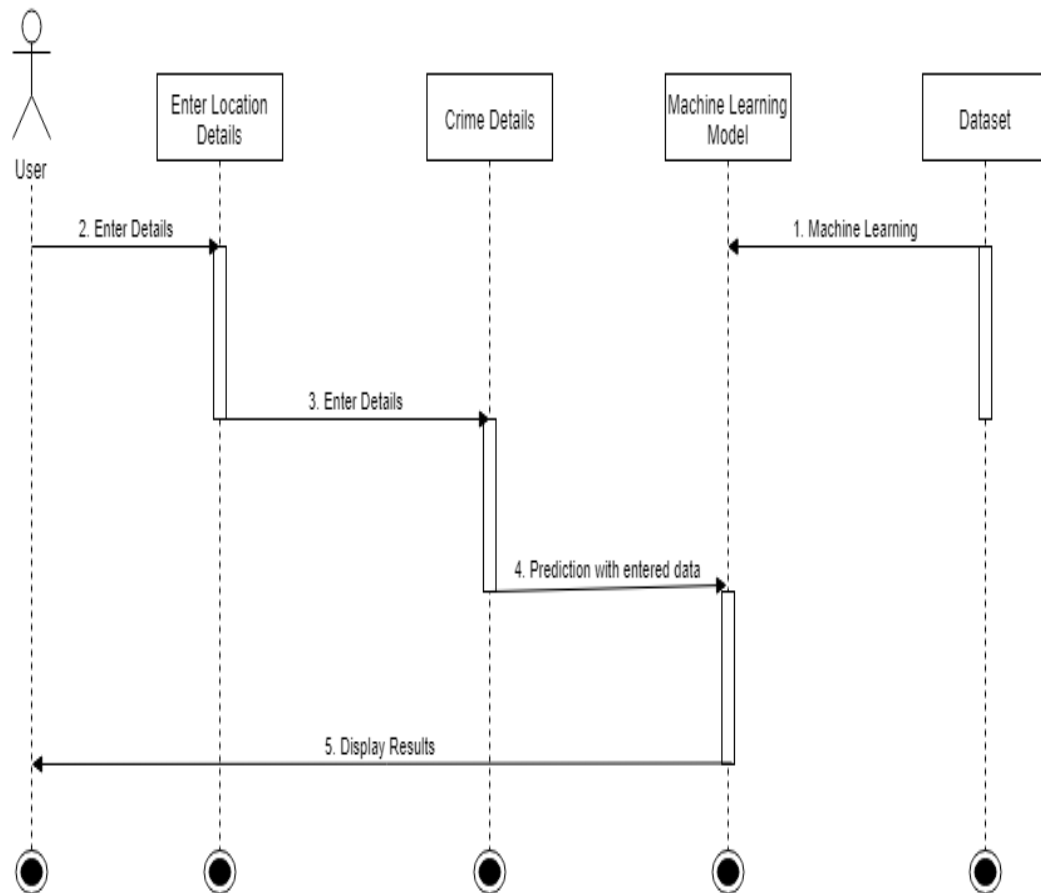 Enter Location
Details
Crime Details
Machine Learning
Model
Dataset
User
2. Enter Details
1. Machine Learning
3. Enter Details
4. Prediction with entered data
5. Display Results